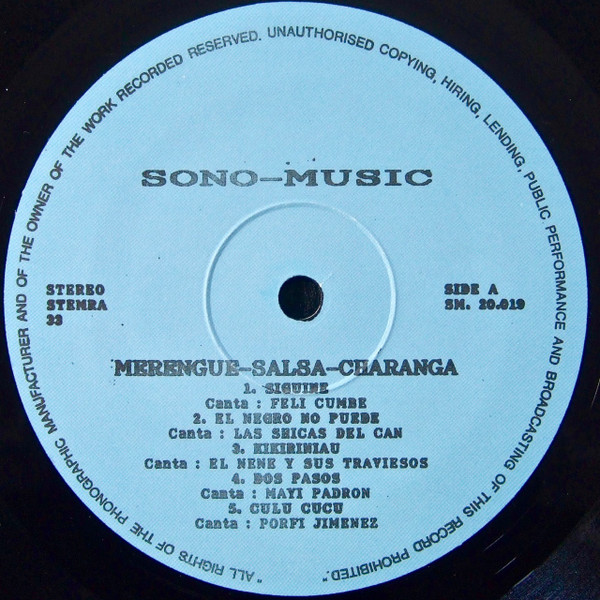 "ALL RIGHTS OF THE PHONOGRAPHIC MANUFACTURER AND OF THE OWNER OF THE WORK RECORDED RESERVED. UNAUTHORISED COPYING, HIRING, LENDING, PUBLIC PERFORMANCE AND BROADCASTING OF THIS RECORD PROHIBITED."
SONO-MUSIC
STEREO
STEMRA
33
SIDE A
SM. 20.019
MERENGUE-SALSA-CHARANGA
1. SIGUIME
Canta : FELI CUMBE
2. EL NEGRO NO PUEDE
Canta : LAS SHICAS DEL CAN
3. KIKIRINIAU
Canta : EL NENE Y SUS TRAVIESOS
4. DOS PASOS
Canta : MAYI PADRON
5. CULU CUCU
Canta : PORFI JIMENEZ